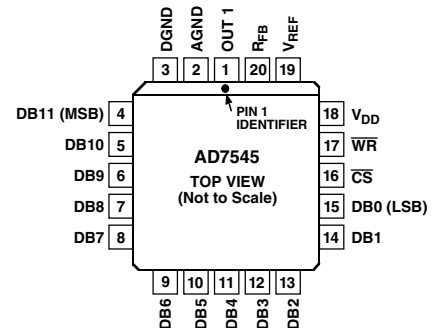 DGND
AGND
OUT 1
RFB
VREF
3
2
1
20
19
PIN 1
IDENTIFIER
DB11 (MSB) 4
DB10 5
DB9 6
DB8 7
DB7 8
AD7545
TOP VIEW
(Not to Scale)
18 VDD
17 WR
16 CS
15 DB0 (LSB)
14 DB1
9
10
11
12
13
DB6
DB5
DB4
DB3
DB2